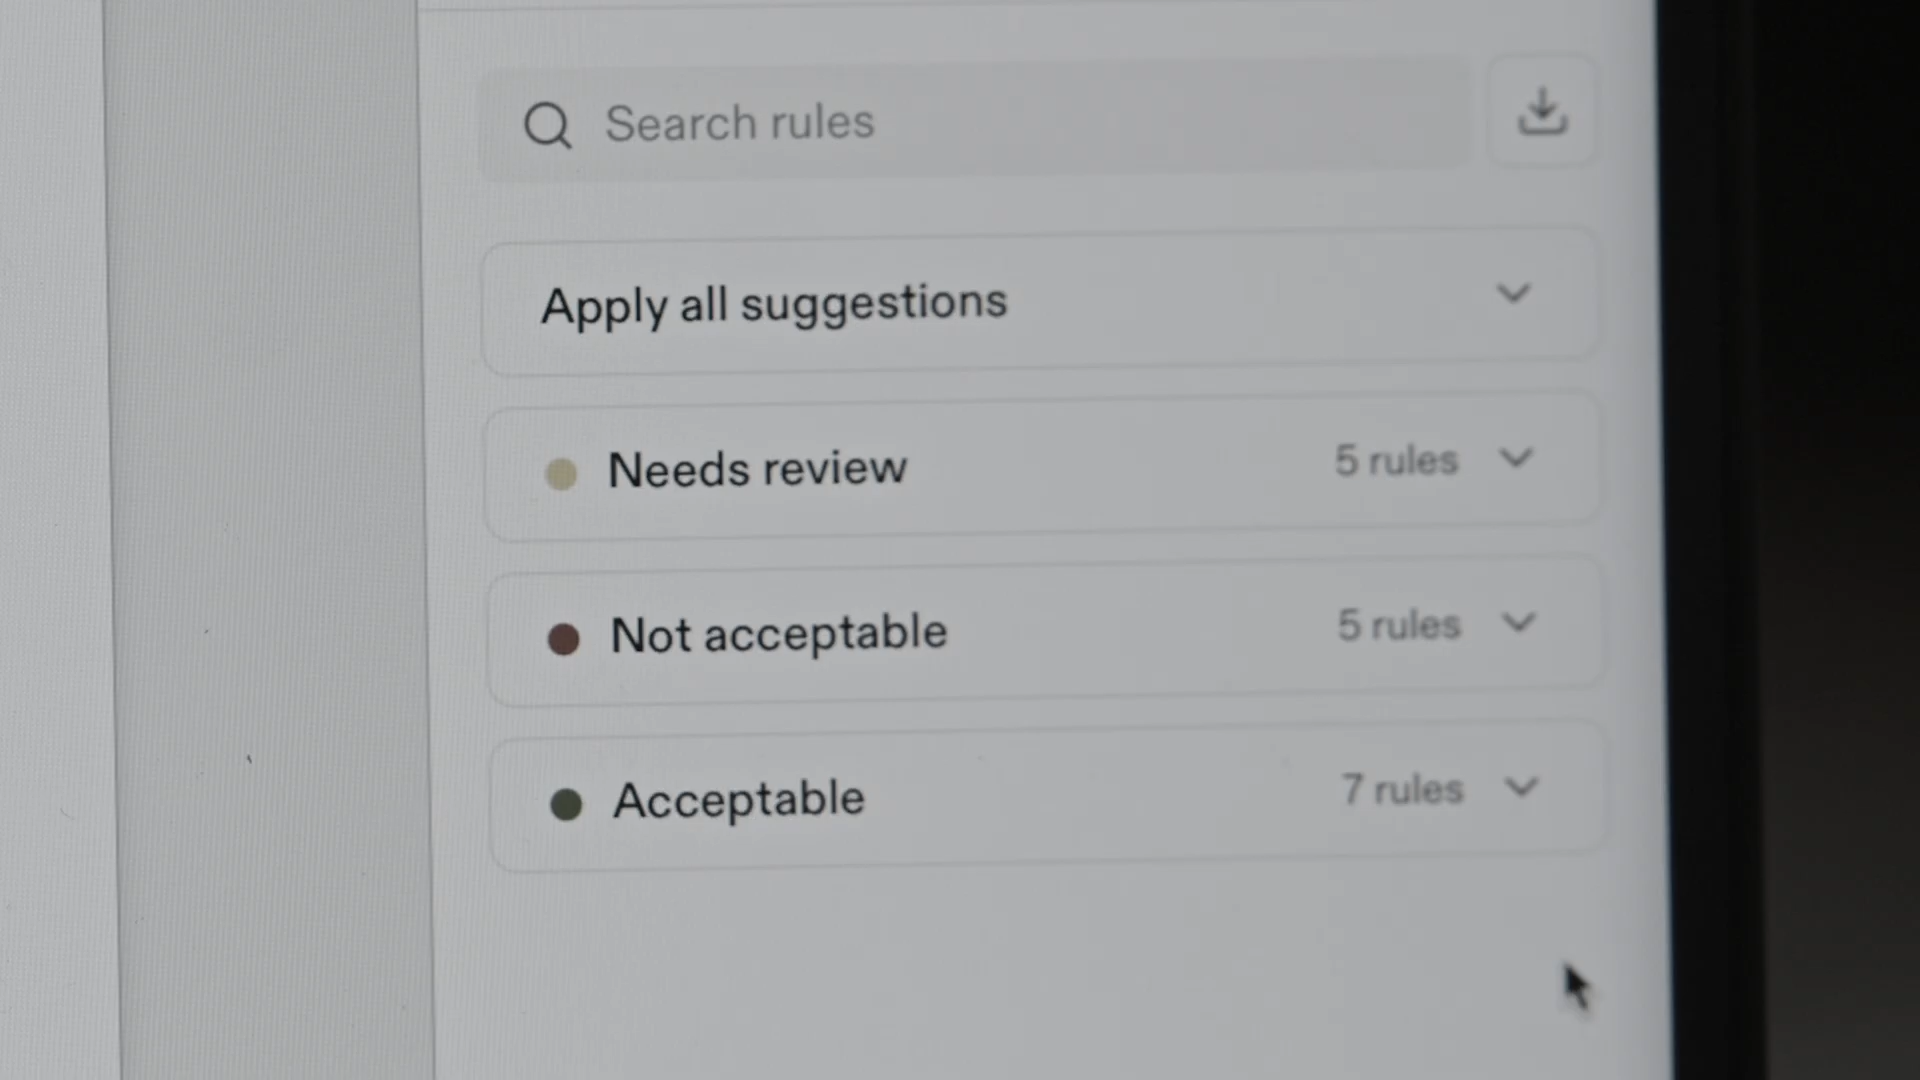 Search rules
Apply all suggestions
Needs review 5 rules
Not acceptable 5 rules
Acceptable 7 rules